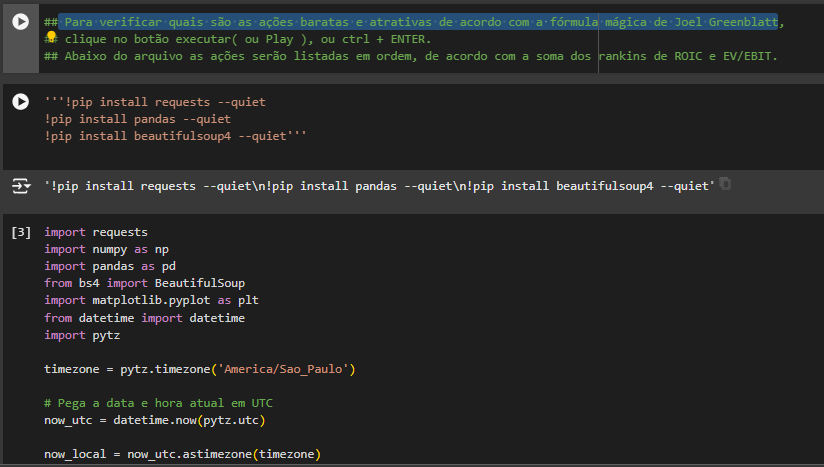 ## Para verificar quais são as ações baratas e atrativas de acordo com a fórmula mágica de Joel Greenblatt,
## clique no botão executar( ou Play ), ou ctrl + ENTER.
## Abaixo do arquivo as ações serão listadas em ordem, de acordo com a soma dos rankins de ROIC e EV/EBIT.
'''!pip install requests --quiet
!pip install pandas --quiet
!pip install beautifulsoup4 --quiet'''
'!pip install requests --quiet\n!pip install pandas --quiet\n!pip install beautifulsoup4 --quiet'
[3] import requests
import numpy as np
import pandas as pd
from bs4 import BeautifulSoup
import matplotlib.pyplot as plt
from datetime import datetime
import pytz
timezone = pytz.timezone('America/Sao_Paulo')
# Pega a data e hora atual em UTC
now_utc = datetime.now(pytz.utc)
now_local = now_utc.astimezone(timezone)